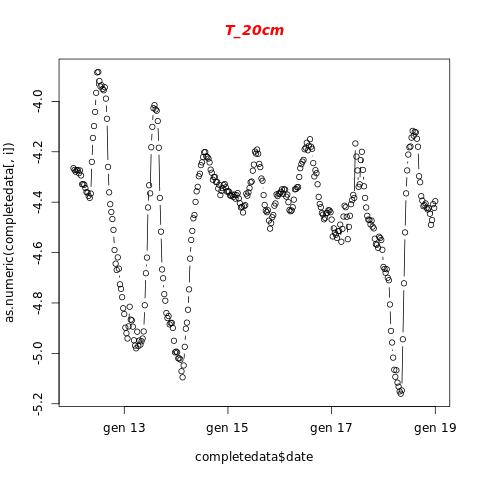 T_20cm
as.numeric(completedata[, i])
-4.0
-4.2
-4.4
-4.6
-4.8
-5.0
-5.2
gen 13
gen 15
gen 17
gen 19
completedata$date